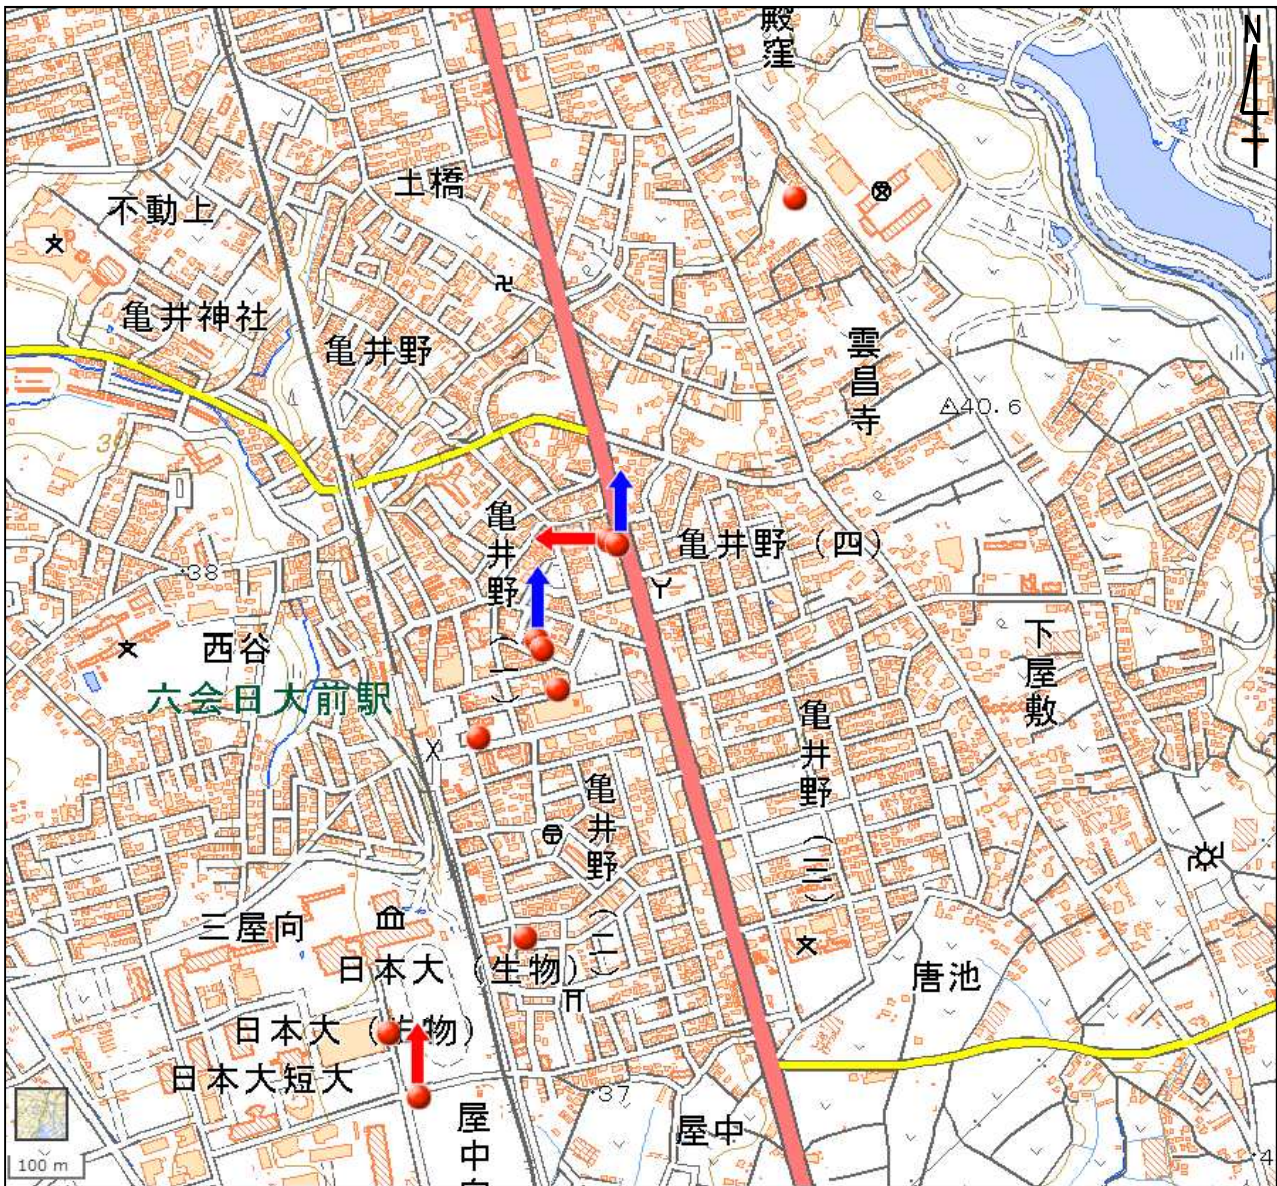 殿窪
N
土橋
不動上
亀井神社
亀井野
雲昌寺
40.6
30
亀井野(一)
亀井野(四)
38
西谷
下屋敷
六会日大前駅
亀井野(三)
亀井野(二)
三屋向
日本大(生物)
唐池
日本大(生物)
日本大短大
37
屋中
屋中
100 m